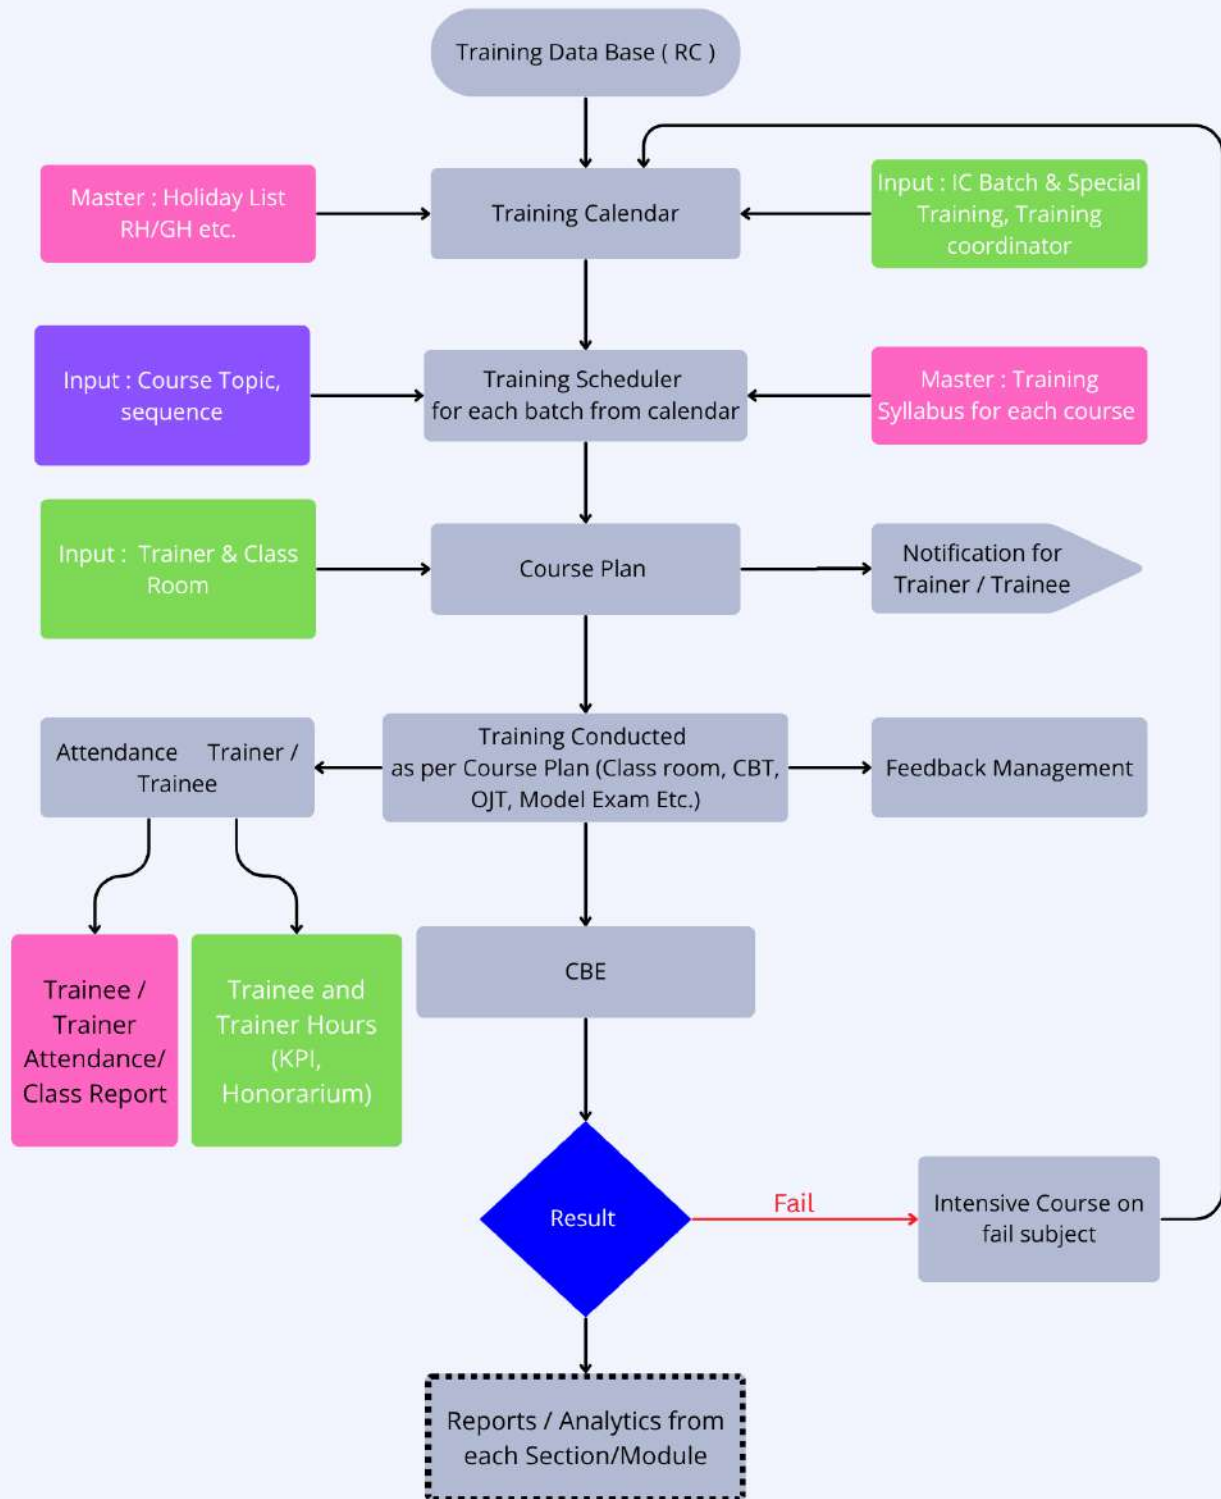 Training Data Base ( RC )
Master : Holiday List
RH/GH etc.
Training Calendar
Input : IC Batch & Special
Training, Training
coordinator
Input : Course Topic,
sequence
Training Scheduler
for each batch from calendar
Master : Training
Syllabus for each course
Input :  Trainer & Class
Room
Course Plan
Notification for
Trainer / Trainee
Attendance    Trainer /
Trainee
Training Conducted
as per Course Plan (Class room, CBT,
OJT, Model Exam Etc.)
Feedback Management
Trainee /
Trainer
Attendance/
Class Report
Trainee and
Trainer Hours
(KPI,
Honorarium)
CBE
Result
Fail
Intensive Course on
fail subject
Reports / Analytics from
each Section/Module